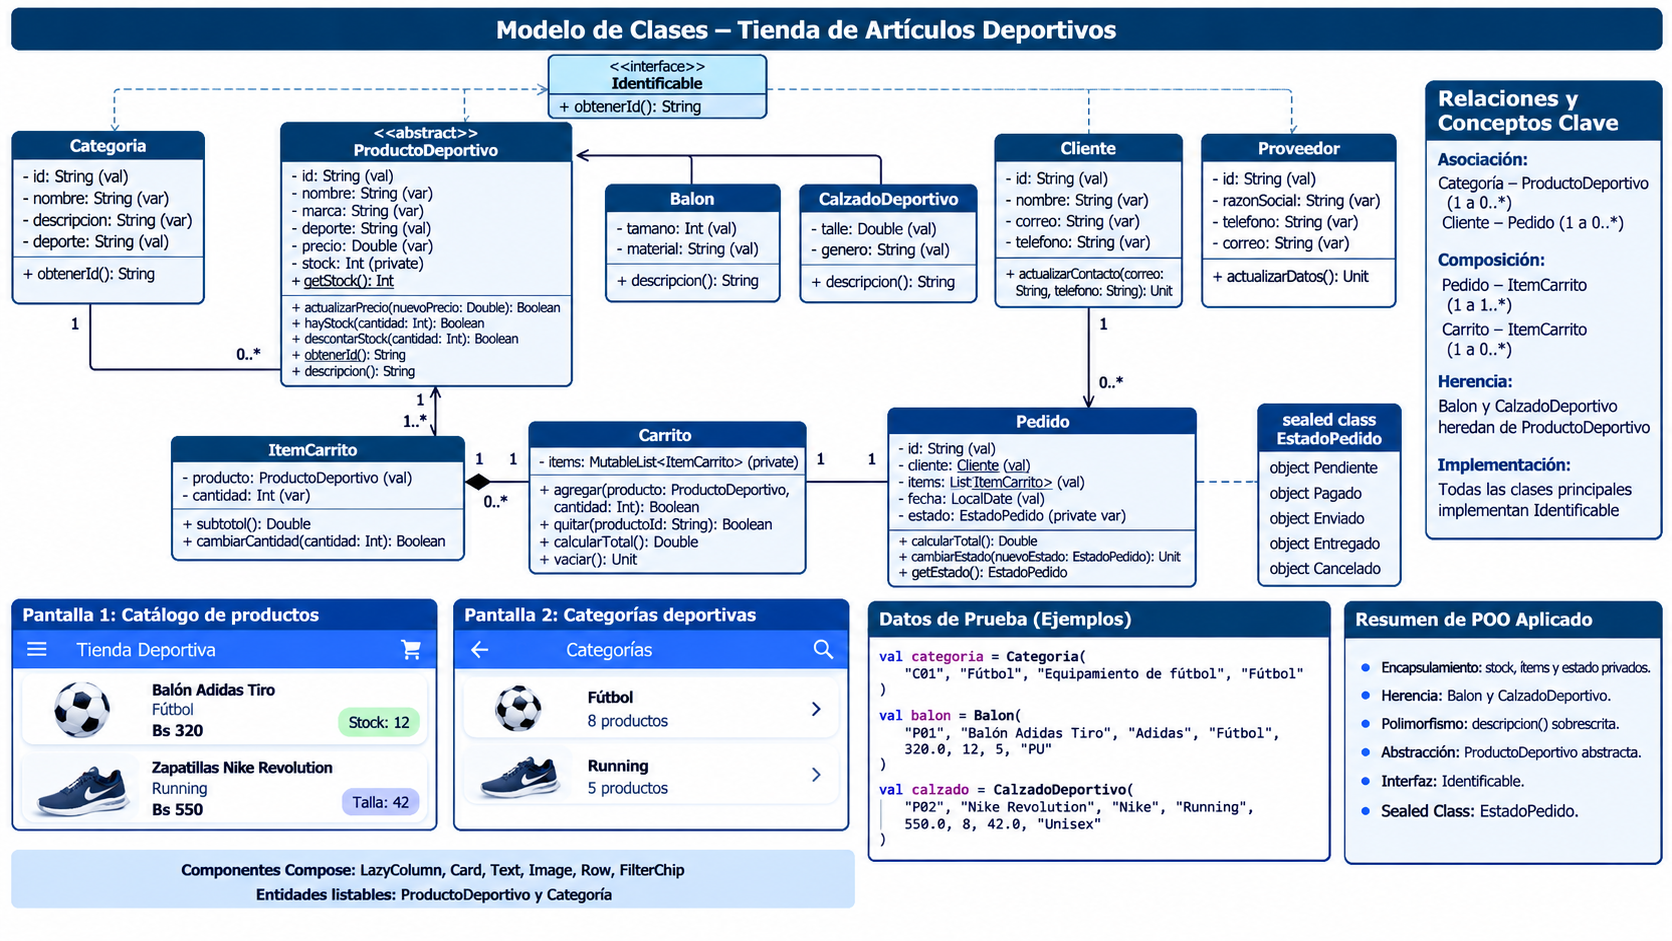 Modelo de Clases – Tienda de Artículos Deportivos
<<interface>>
Identificable
+ obtenerId(): String
Categoria
- id: String (val)
- nombre: String (var)
- descripcion: String (var)
- deporte: String (val)
+ obtenerId(): String
<<abstract>>
ProductoDeportivo
- id: String (val)
- nombre: String (var)
- marca: String (var)
- deporte: String (val)
- precio: Double (var)
- stock: Int (private)
+ getStock(): Int
+ actualizarPrecio(nuevoPrecio: Double): Boolean
+ hayStock(cantidad: Int): Boolean
+ descontarStock(cantidad: Int): Boolean
+ obtenerId(): String
+ descripcion(): String
Balon
- tamano: Int (val)
- material: String (val)
+ descripcion(): String
CalzadoDeportivo
- talle: Double (val)
- genero: String (val)
+ descripcion(): String
Cliente
- id: String (val)
- nombre: String (var)
- correo: String (var)
- telefono: String (var)
+ actualizarContacto(correo:
String, telefono: String): Unit
Proveedor
- id: String (val)
- razonSocial: String (var)
- telefono: String (var)
- correo: String (var)
+ actualizarDatos(): Unit
1
0..*
1
1..*
1
0..*
ItemCarrito
- producto: ProductoDeportivo (val)
- cantidad: Int (var)
+ subtotol(): Double
+ cambiarCantidad(cantidad: Int): Boolean
1
1
0..*
Carrito
- items: MutableList<ItemCarrito> (private)
+ agregar(producto: ProductoDeportivo,
cantidad: Int): Boolean
+ quitar(productoId: String): Boolean
+ calcularTotal(): Double
+ vaciar(): Unit
1
1
Pedido
- id: String (val)
- cliente: Cliente (val)
- items: List ItemCarrito> (val)
- fecha: LocalDate (val)
- estado: EstadoPedido (private var)
+ calcularTotal(): Double
+ cambiarEstado(nuevoEstado: EstadoPedido): Unit
+ getEstado(): EstadoPedido
sealed class
EstadoPedido
object Pendiente
object Pagado
object Enviado
object Entregado
object Cancelado
Relaciones y
Conceptos Clave
Asociación:
Categoría – ProductoDeportivo
(1 a 0..*)
Cliente – Pedido (1 a 0..*)
Composición:
Pedido – ItemCarrito
(1 a 1..*)
Carrito – ItemCarrito
(1 a 0..*)
Herencia:
Balon y CalzadoDeportivo
heredan de ProductoDeportivo
Implementación:
Todas las clases principales
implementan Identificable
Pantalla 1: Catálogo de productos
Tienda Deportiva
Balón Adidas Tiro
Fútbol
Bs 320
Stock: 12
Zapatillas Nike Revolution
Running
Bs 550
Talla: 42
Pantalla 2: Categorías deportivas
Categorías
Fútbol
8 productos
Running
5 productos
Componentes Compose: LazyColumn, Card, Text, Image, Row, FilterChip
Entidades listables: ProductoDeportivo y Categoría
Datos de Prueba (Ejemplos)
val categoria = Categoria(
"C01", "Fútbol", "Equipamiento de fútbol", "Fútbol"
)
val balon = Balon(
"P01", "Balón Adidas Tiro", "Adidas", "Fútbol",
320.0, 12, 5, "PU"
)
val calzado = CalzadoDeportivo(
"P02", "Nike Revolution", "Nike", "Running",
550.0, 8, 42.0, "Unisex"
)
Resumen de POO Aplicado
Encapsulamiento: stock, ítems y estado privados.
Herencia: Balon y CalzadoDeportivo.
Polimorfismo: descripcion() sobrescrita.
Abstracción: ProductoDeportivo abstracta.
Interfaz: Identificable.
Sealed Class: EstadoPedido.